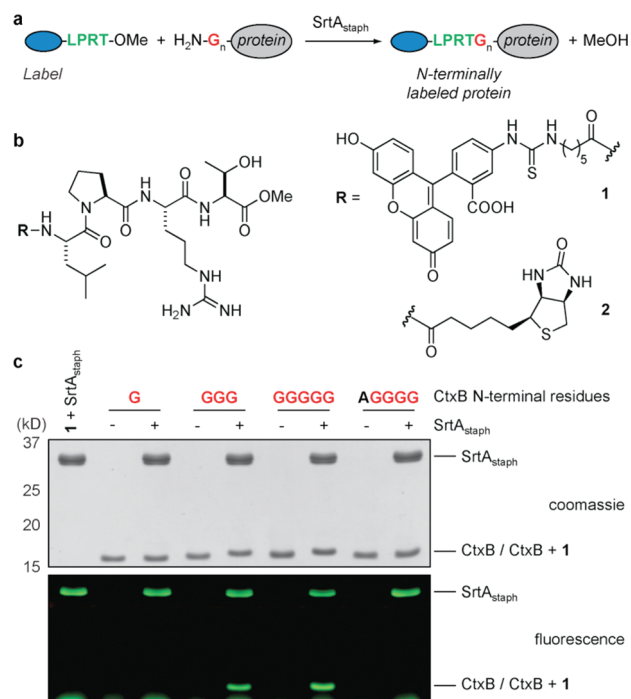 a
SrtAstaph
LPRT-OMe + H2N-Gn-protein
LPRTGn-protein + MeOH
Label
N-terminally
labeled protein
b
R-N
H
N
O
O
H
N
N
H
O
OH
O
OMe
NH
H2N
NH
R =
HO
O
O
COOH
H
N
H
N
S
5
O
1
O
O
HN
NH
S
2
c
1 + SrtAstaph
G
GGG
GGGGG
AGGGG
CtxB N-terminal residues
- + - + - + - +
SrtAstaph
(kD)
37
25
20
15
SrtAstaph
coomassie
CtxB / CtxB + 1
SrtAstaph
fluorescence
CtxB / CtxB + 1